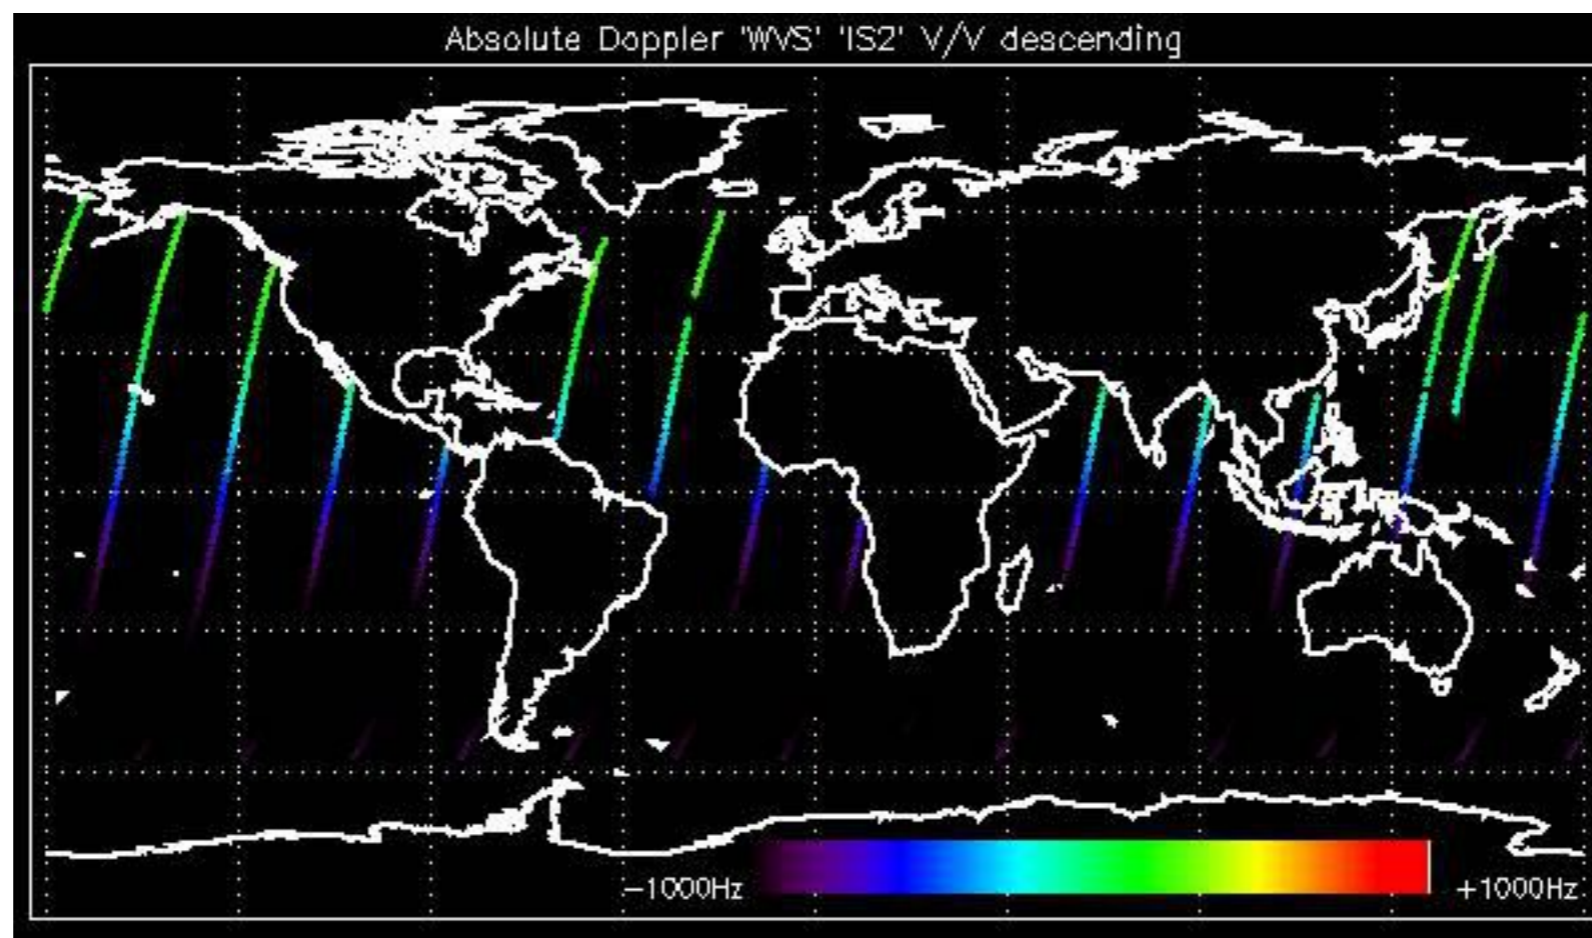 Absolute Doppler 'WVS' 'IS2' V/V descending
-1000Hz +1000Hz